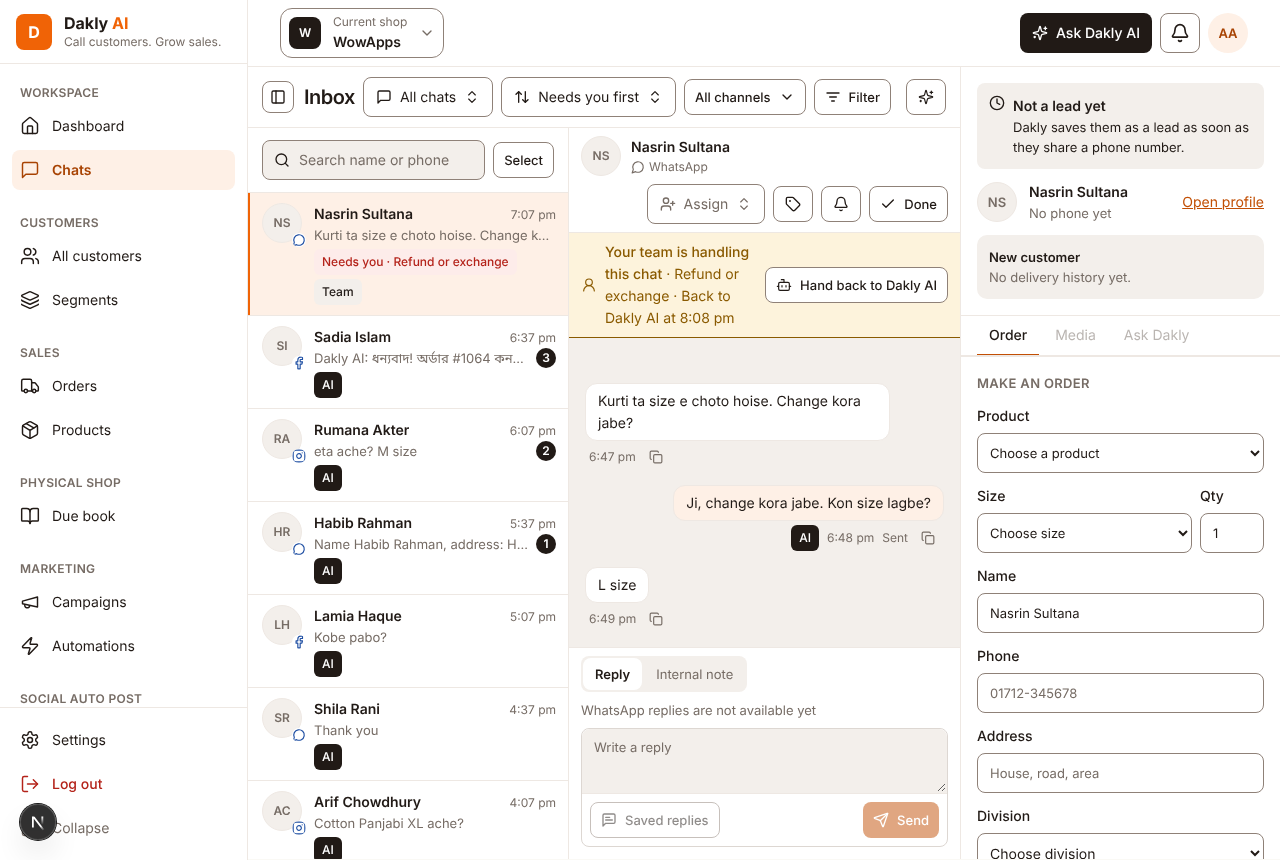 D
Dakly AI
Call customers. Grow sales.
W
Current shop
WowApps
Ask Dakly AI
AA
WORKSPACE
Dashboard
Chats
CUSTOMERS
All customers
Segments
SALES
Orders
Products
PHYSICAL SHOP
Due book
MARKETING
Campaigns
Automations
SOCIAL AUTO POST
Settings
Log out
N
Collapse
Inbox
All chats
Needs you first
All channels
Filter
Search name or phone
Select
NS
Nasrin Sultana
7:07 pm
Kurti ta size e choto hoise. Change k...
Needs you · Refund or exchange
Team
SI
Sadia Islam
6:37 pm
Dakly AI: ধন্যবাদ! অর্ডার #1064 কন...
3
AI
RA
Rumana Akter
6:07 pm
eta ache? M size
2
AI
HR
Habib Rahman
5:37 pm
Name Habib Rahman, address: H...
1
AI
LH
Lamia Haque
5:07 pm
Kobe pabo?
AI
SR
Shila Rani
4:37 pm
Thank you
AI
AC
Arif Chowdhury
4:07 pm
Cotton Panjabi XL ache?
AI
NS
Nasrin Sultana
WhatsApp
Assign
Done
Your team is handling
this chat · Refund or
exchange · Back to
Dakly AI at 8:08 pm
Hand back to Dakly AI
Kurti ta size e choto hoise. Change kora
jabe?
6:47 pm
Ji, change kora jabe. Kon size lagbe?
AI 6:48 pm Sent
L size
6:49 pm
Reply
Internal note
WhatsApp replies are not available yet
Write a reply
Saved replies
Send
Not a lead yet
Dakly saves them as a lead as soon as
they share a phone number.
NS
Nasrin Sultana
No phone yet
Open profile
New customer
No delivery history yet.
Order
Media
Ask Dakly
MAKE AN ORDER
Product
Choose a product
Size
Qty
Choose size
1
Name
Nasrin Sultana
Phone
01712-345678
Address
House, road, area
Division
Choose division